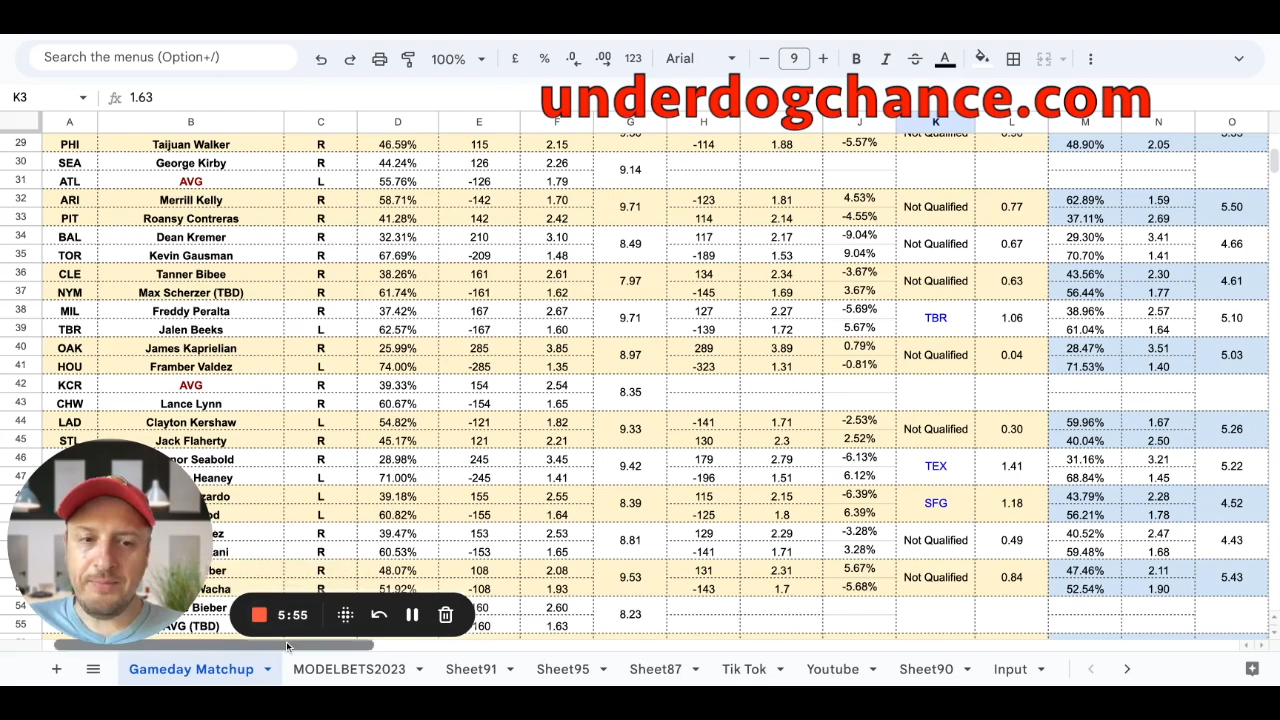 Search the menus (Option+/)
100%
£ % .0 .00 123
Arial
9
B I S A
underdogchance.com
K3
fx 1.63
A B C D E F G H J K L M N O
29 PHI Taijuan Walker R 46.59% 115 2.15 -114 1.88 -5.57% 48.90% 2.05
30 SEA George Kirby R 44.24% 126 2.26 9.14
31 ATL AVG L 55.76% -126 1.79
32 ARI Merrill Kelly R 58.71% -142 1.70 9.71 -123 1.81 4.53% Not Qualified 0.77 62.89% 1.59 5.50
33 PIT Roansy Contreras R 41.28% 142 2.42 114 2.14 -4.55% 37.11% 2.69
34 BAL Dean Kremer R 32.31% 210 3.10 8.49 117 2.17 -9.04% Not Qualified 0.67 29.30% 3.41 4.66
35 TOR Kevin Gausman R 67.69% -209 1.48 -189 1.53 9.04% 70.70% 1.41
36 CLE Tanner Bibee R 38.26% 161 2.61 7.97 134 2.34 -3.67% Not Qualified 0.63 43.56% 2.30 4.61
37 NYM Max Scherzer (TBD) R 61.74% -161 1.62 -145 1.69 3.67% 56.44% 1.77
38 MIL Freddy Peralta R 37.42% 167 2.67 9.71 127 2.27 -5.69% TBR 1.06 38.96% 2.57 5.10
39 TBR Jalen Beeks L 62.57% -167 1.60 -139 1.72 5.67% 61.04% 1.64
40 OAK James Kaprielian R 25.99% 285 3.85 8.97 289 3.89 0.79% Not Qualified 0.04 28.47% 3.51 5.03
41 HOU Framber Valdez R 74.00% -285 1.35 -323 1.31 -0.81% 71.53% 1.40
42 KCR AVG R 39.33% 154 2.54 8.35
43 CHW Lance Lynn R 60.67% -154 1.65
44 LAD Clayton Kershaw L 54.82% -121 1.82 9.33 -141 1.71 -2.53% Not Qualified 0.30 59.96% 1.67 5.26
45 STL Jack Flaherty R 45.17% 121 2.21 130 2.3 2.52% 40.04% 2.50
46 Seabold R 28.98% 245 3.45 9.42 179 2.79 -6.13% TEX 1.41 31.16% 3.21 5.22
47 Heaney L 71.00% -245 1.41 -196 1.51 6.12% 68.84% 1.45
L 39.18% 155 2.55 8.39 115 2.15 -6.39% SFG 1.18 43.79% 2.28 4.52
L 60.82% -155 1.64 -125 1.8 6.39% 56.21% 1.78
R 39.47% 153 2.53 8.81 129 2.29 -3.28% Not Qualified 0.49 40.52% 2.47 4.43
R 60.53% -153 1.65 -141 1.71 3.28% 59.48% 1.68
R 48.07% 108 2.08 9.53 131 2.31 5.67% Not Qualified 0.84 47.46% 2.11 5.43
Wacha R 51.92% -108 1.93 -143 1.7 -5.68% 52.54% 1.90
54 Bieber 160 2.60 8.23
55 AVG (TBD) 160 1.63
5:55
Gameday Matchup MODELBETS2023 Sheet91 Sheet95 Sheet87 Tik Tok Youtube Sheet90 Input